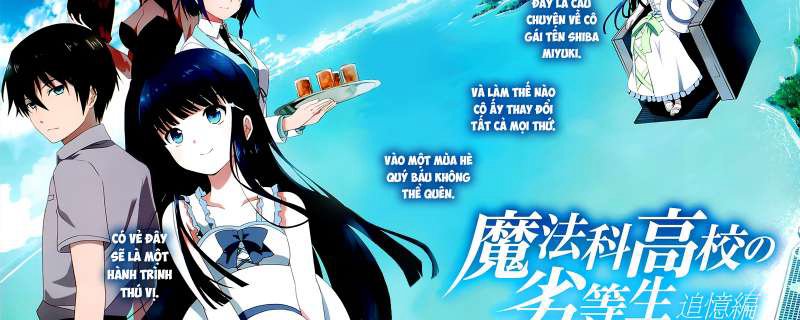 ĐÂY LÀ CÂU
CHUYỆN VỀ CÔ
GÁI TÊN SHIBA
MIYUKI.
VÀ LÀM THẾ NÀO
CÔ ẤY THAY ĐỔI
TẤT CẢ MỌI THỨ.
VÀO MỘT MÙA HÈ
QUÝ BÁU KHÔNG
THỂ QUÊN.
CÓ VẺ ĐÂY
SẼ LÀ MỘT
HÀNH TRÌNH
THÚ VỊ.
魔法科高校の
劣等生
追憶編